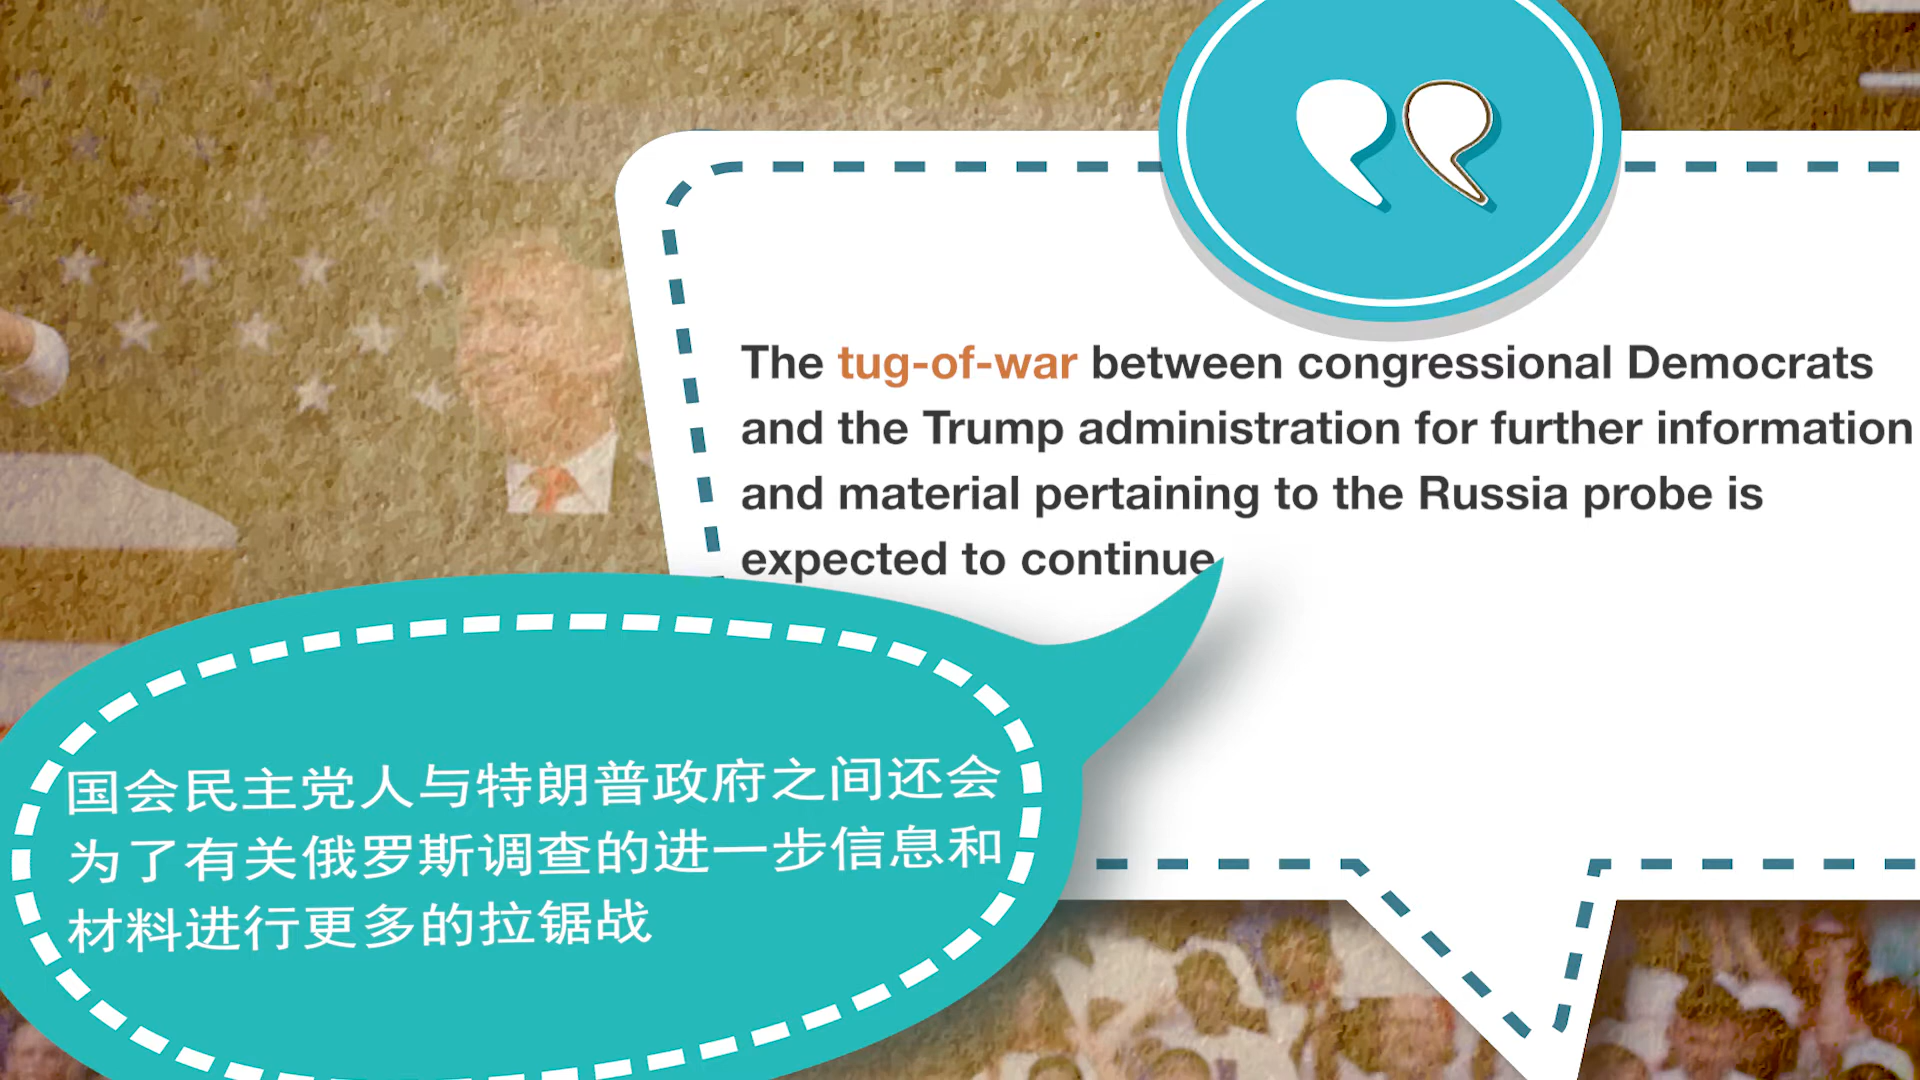 The tug-of-war between congressional Democrats
and the Trump administration for further information
and material pertaining to the Russia probe is
expected to continue
国会民主党人与特朗普政府之间还会
为了有关俄罗斯调查的进一步信息和
材料进行更多的拉锯战